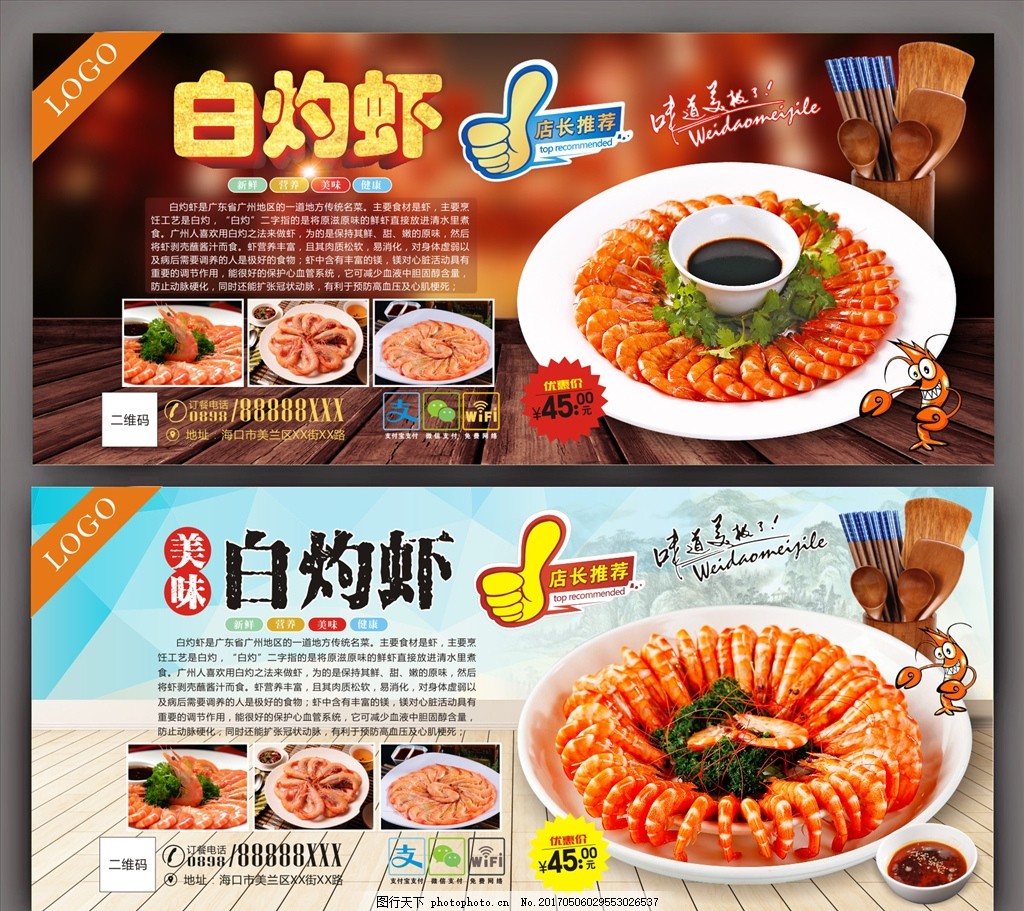 LOGO
白灼虾
店长推荐
top recommended
味道美极了!
Weidaomeijile
新鲜 营养 美味 健康
白灼虾是广东省广州地区的一道地方传统名菜。主要食材是虾，主要烹
饪工艺是白灼，“白灼”二字指的是将原滋原味的鲜虾直接放进清水里煮
食。广州人喜欢用白灼之法来做虾，为的是保持其鲜、甜、嫩的原味，然后
将虾剥壳蘸酱汁而食。虾营养丰富，且其肉质松软，易消化，对身体虚弱以
及病后需要调养的人是极好的食物；虾中含有丰富的镁，镁对心脏活动具有
重要的调节作用，能很好的保护心血管系统，它可减少血液中胆固醇含量，
防止动脉硬化，同时还能扩张冠状动脉，有利于预防高血压及心肌梗死；
优惠价
¥45.00元
二维码
订餐电话
0898/88888XXX
地址：海口市美兰区XX街XX路
支付宝支付 微信支付 免费网络
WiFi
LOGO
美味
白灼虾
店长推荐
top recommended
味道美极了!
Weidaomeijile
新鲜 营养 美味 健康
白灼虾是广东省广州地区的一道地方传统名菜。主要食材是虾，主要烹
饪工艺是白灼，“白灼”二字指的是将原滋原味的鲜虾直接放进清水里煮
食。广州人喜欢用白灼之法来做虾，为的是保持其鲜、甜、嫩的原味，然后
将虾剥壳蘸酱汁而食。虾营养丰富，且其肉质松软，易消化，对身体虚弱以
及病后需要调养的人是极好的食物；虾中含有丰富的镁，镁对心脏活动具有
重要的调节作用，能很好的保护心血管系统，它可减少血液中胆固醇含量，
防止动脉硬化，同时还能扩张冠状动脉，有利于预防高血压及心肌梗死；
优惠价
¥45.00元
二维码
订餐电话
0898/88888XXX
地址：海口市美兰区XX街XX路
WiFi
支付宝支付 微信支付 免费网络
图行天下 photophoto.cn No.20170506029553026537